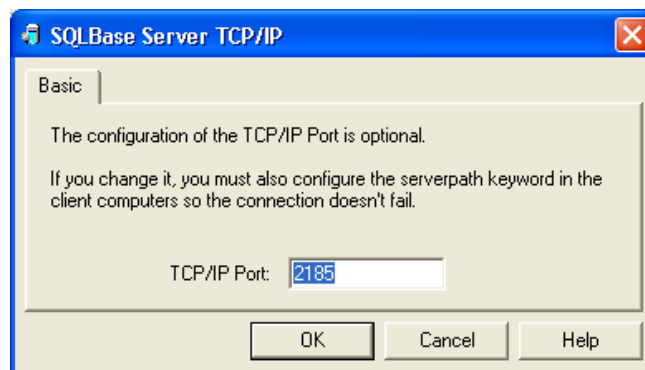 SQLBase Server TCP/IP
Basic
The configuration of the TCP/IP Port is optional.
If you change it, you must also configure the serverpath keyword in the
client computers so the connection doesn't fail.
TCP/IP Port: 2185
OK Cancel Help